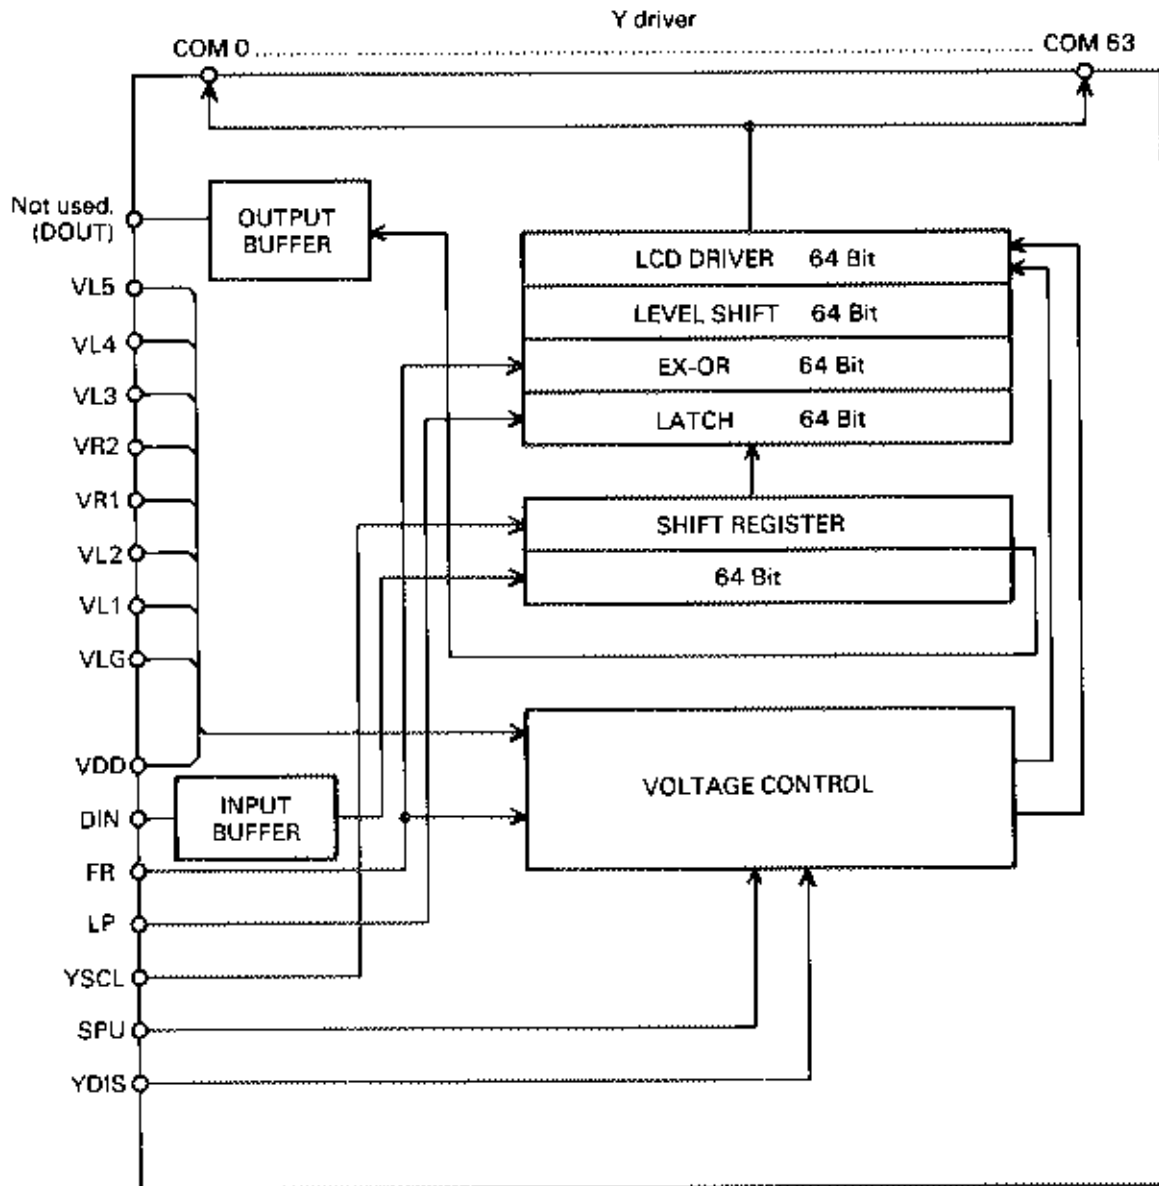 Y driver
COM 0 COM 63
Not used.
(DOUT)
OUTPUT
BUFFER
VL5
VL4
VL3
VR2
VR1
VL2
VL1
VLG
VDD
DIN
FR
LP
YSCL
SPU
YDIS
INPUT
BUFFER
LCD DRIVER 64 Bit
LEVEL SHIFT 64 Bit
EX-OR 64 Bit
LATCH 64 Bit
SHIFT REGISTER
64 Bit
VOLTAGE CONTROL